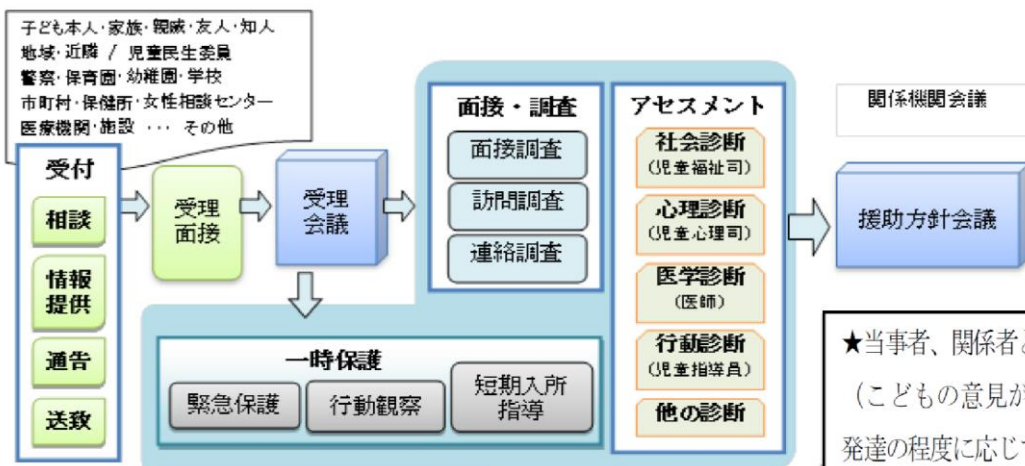 子ども本人・家族・親戚・友人・知人
地域・近隣 / 児童民生委員
警察・保育園・幼稚園・学校
市町村・保健所・女性相談センター
医療機関・施設 … その他
受付
相談
情報
提供
通告
送致
受理
面接
受理
会議
面接・調査
面接調査
訪問調査
連絡調査
一時保護
緊急保護
行動観察
短期入所
指導
アセスメント
社会診断
(児童福祉司)
心理診断
(児童心理司)
医学診断
(医師)
行動診断
(児童指導員)
他の診断
関係機関会議
援助方針会議
★当事者、関係者と
(こどもの意見が
発達の程度に応じて